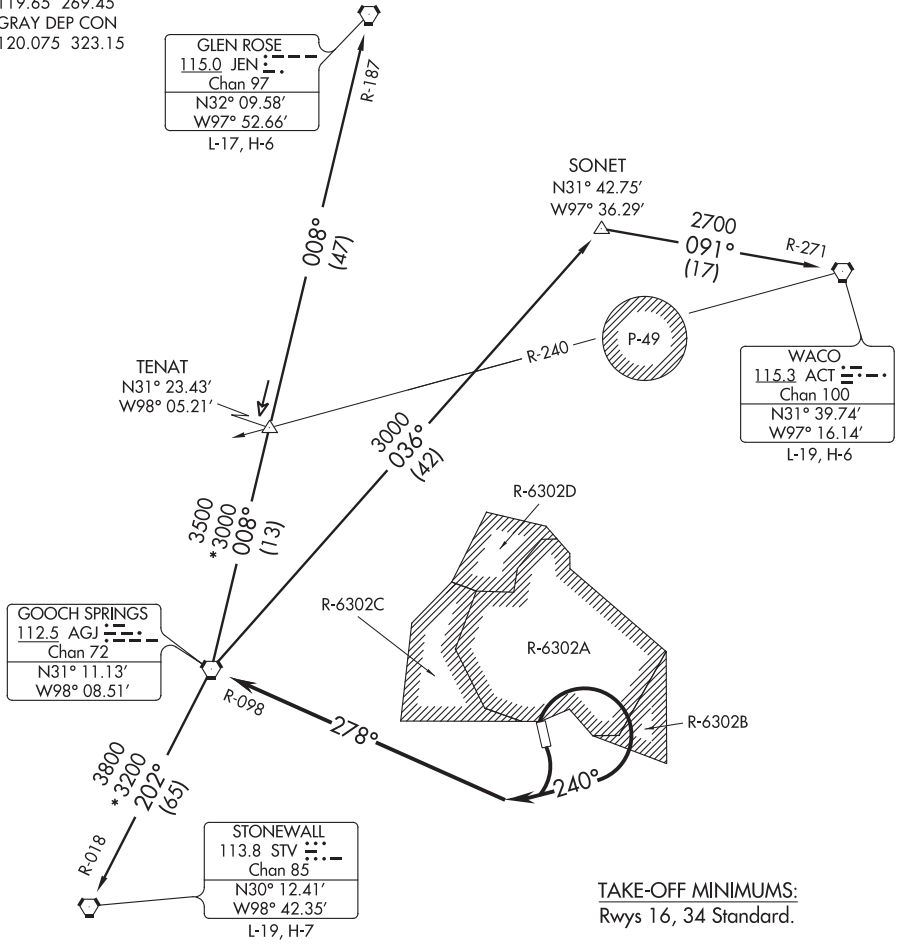 119.65 269.45
GRAY DEP CON
120.075 323.15
GLEN ROSE
115.0 JEN
Chan 97
N32° 09.58′
W97° 52.66′
L-17, H-6
R-187
008°
(47)
SONET
N31° 42.75′
W97° 36.29′
2700
091°
(17)
R-271
P-49
R-240
WACO
115.3 ACT
Chan 100
N31° 39.74′
W97° 16.14′
L-19, H-6
TENAT
N31° 23.43′
W98° 05.21′
3000
036°
(42)
3500
*3000
008°
(13)
R-6302D
R-6302C
R-6302A
R-6302B
GOOCH SPRINGS
112.5 AGJ
Chan 72
N31° 11.13′
W98° 08.51′
R-098
278°
240°
3800
*3200
202°
(65)
R-018
STONEWALL
113.8 STV
Chan 85
N30° 12.41′
W98° 42.35′
L-19, H-7
TAKE-OFF MINIMUMS:
Rwys 16, 34 Standard.